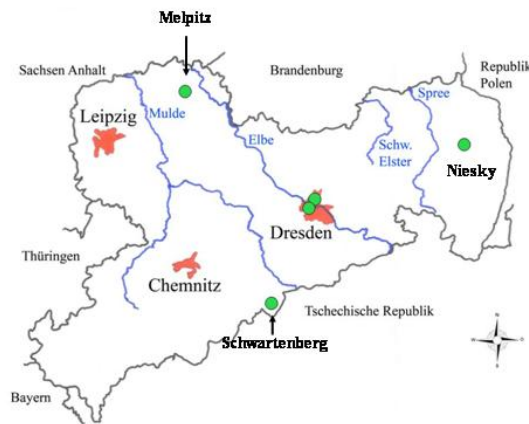 Melpitz
Sachsen Anhalt
Brandenburg
Republik
Polen
Leipzig
Mulde
Spree
Elbe
Schw.
Elster
Niesky
Dresden
Thüringen
Chemnitz
Tschechische Republik
Schwartenberg
Bayern